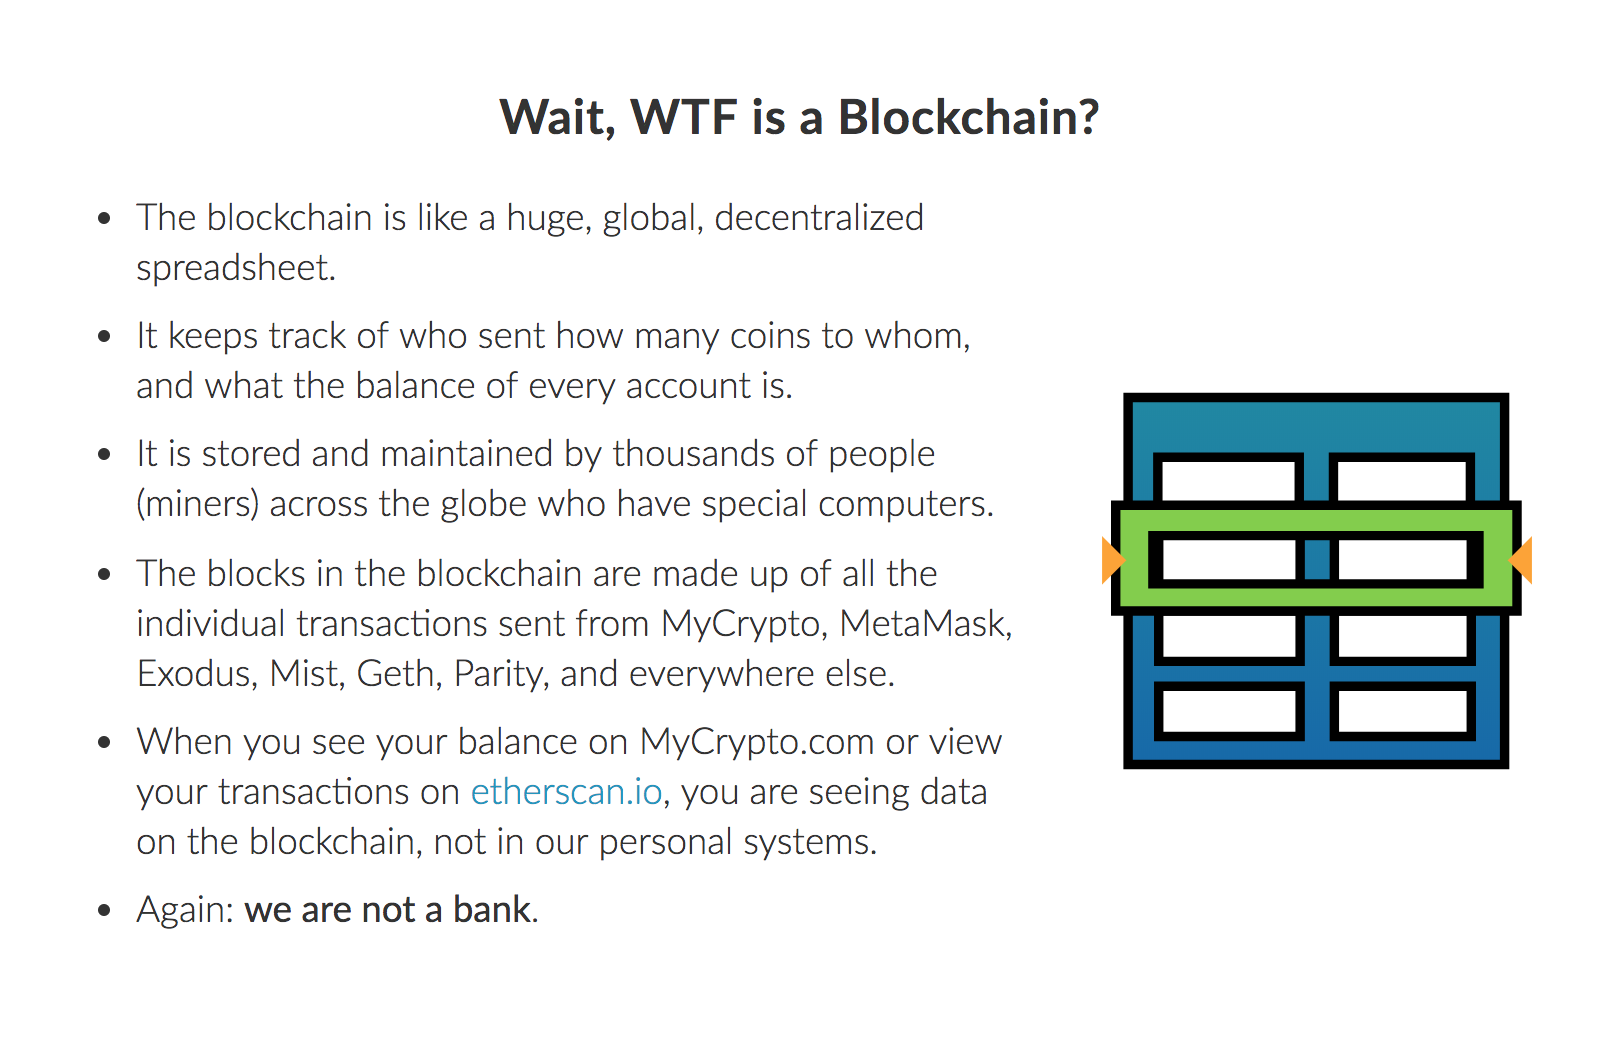 Wait, WTF is a Blockchain?
• The blockchain is like a huge, global, decentralized
spreadsheet.
• It keeps track of who sent how many coins to whom,
and what the balance of every account is.
• It is stored and maintained by thousands of people
(miners) across the globe who have special computers.
• The blocks in the blockchain are made up of all the
individual transactions sent from MyCrypto, MetaMask,
Exodus, Mist, Geth, Parity, and everywhere else.
• When you see your balance on MyCrypto.com or view
your transactions on etherscan.io, you are seeing data
on the blockchain, not in our personal systems.
• Again: we are not a bank.